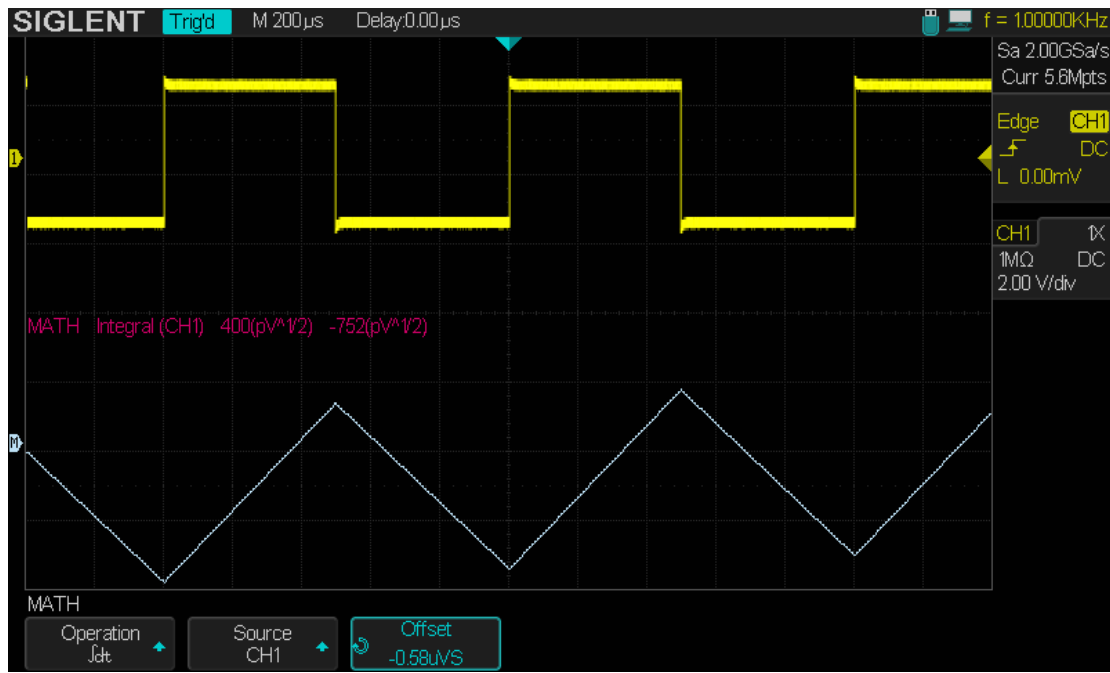 SIGLENT Trig'd M 200µs Delay:0.00µs f = 1.00000KHz
Sa 2.00GSa/s
Curr 5.6Mpts
Edge CH1
DC
L 0.00mV
CH1 1X
1MΩ DC
2.00 V/div
1
MATH Integral (CH1) 400(pV^1/2) -752(pV^1/2)
M
MATH
Operation
∫dt
Source
CH1
Offset
-0.58uVS